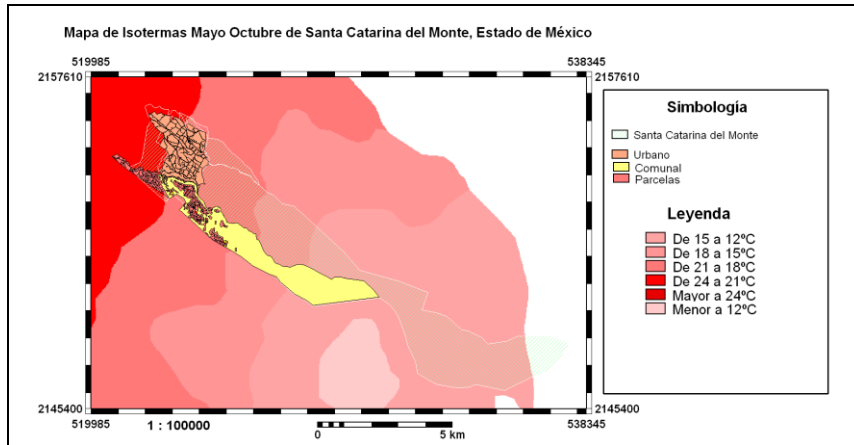 Mapa de Isotermas Mayo Octubre de Santa Catarina del Monte, Estado de México
519985
538345
2157610
2157610
Simbología
Santa Catarina del Monte
Urbano
Comunal
Parcelas
Leyenda
De 15 a 12ºC
De 18 a 15ºC
De 21 a 18ºC
De 24 a 21ºC
Mayor a 24ºC
Menor a 12ºC
2145400
2145400
519985
1 : 100000
0
5 km
538345